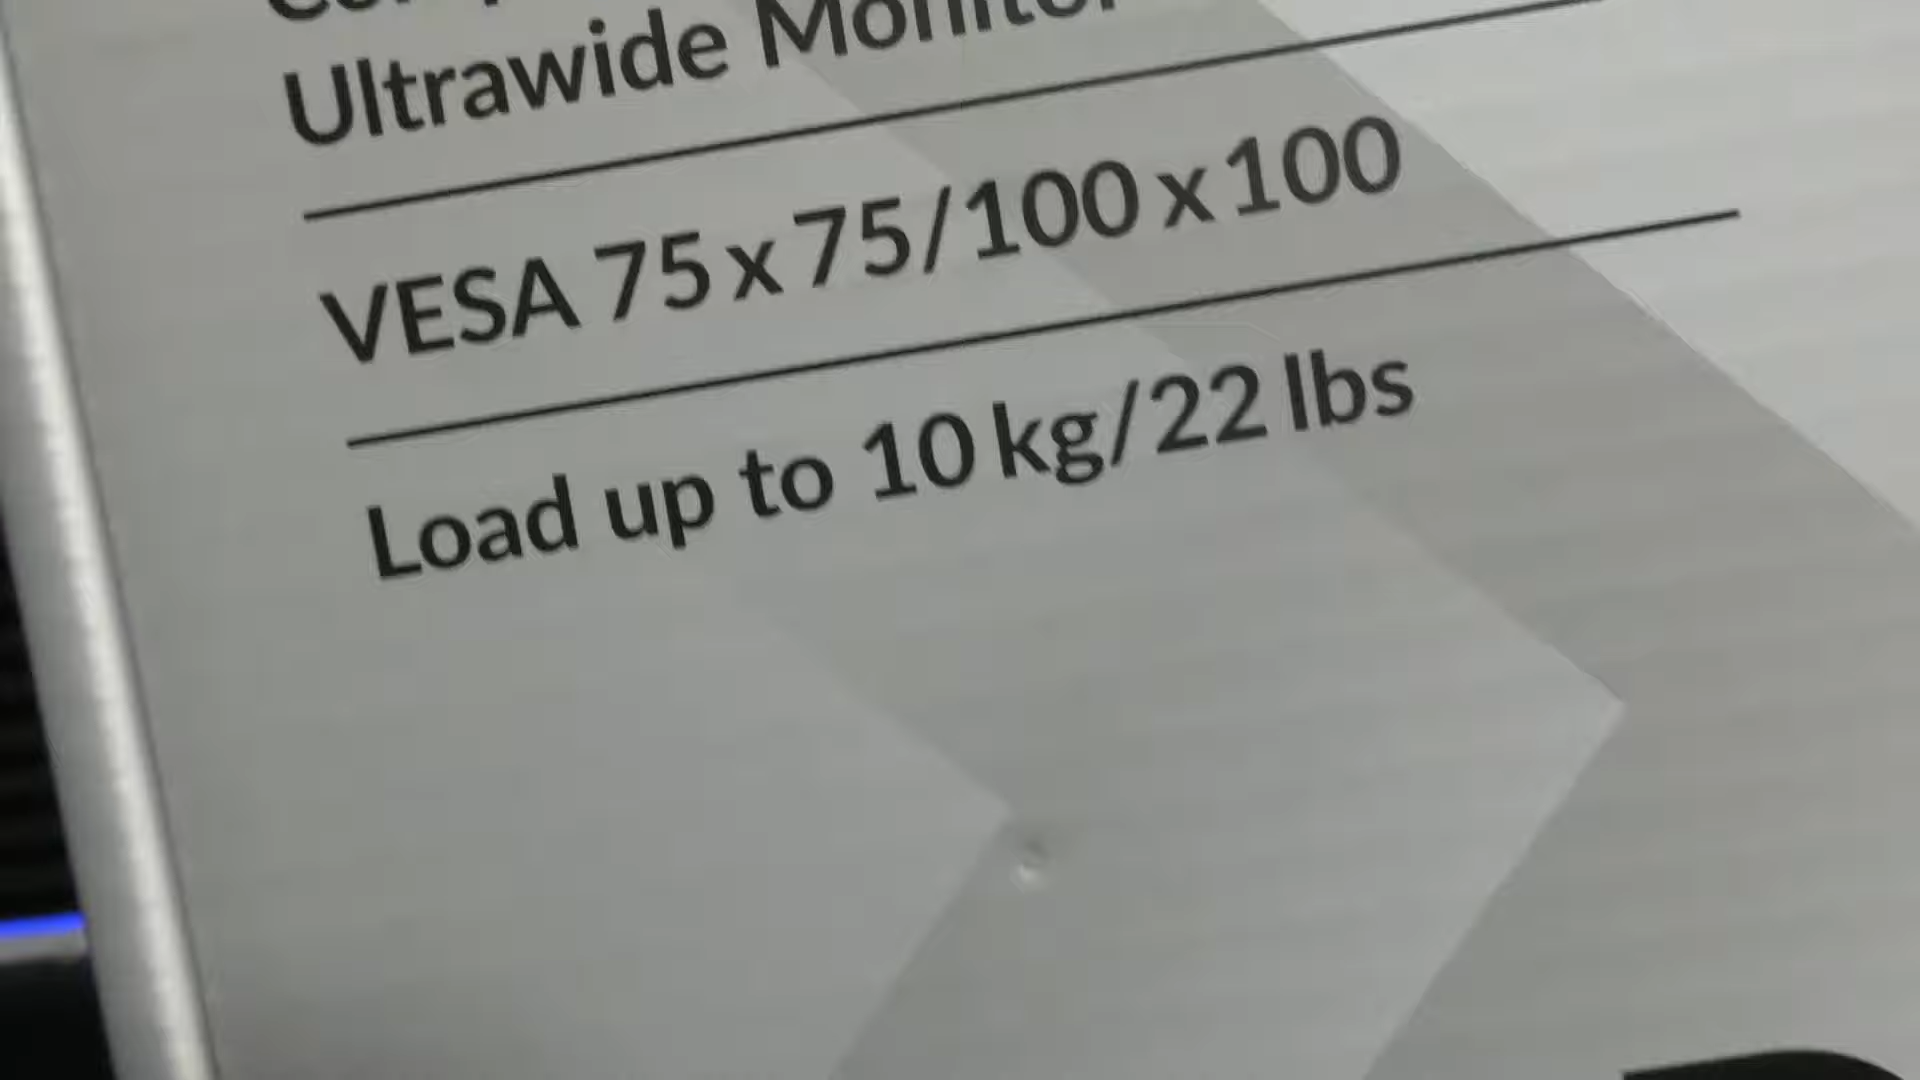 Ultrawide Monitor
VESA 75 x 75/100 x 100
Load up to 10 kg/22 lbs